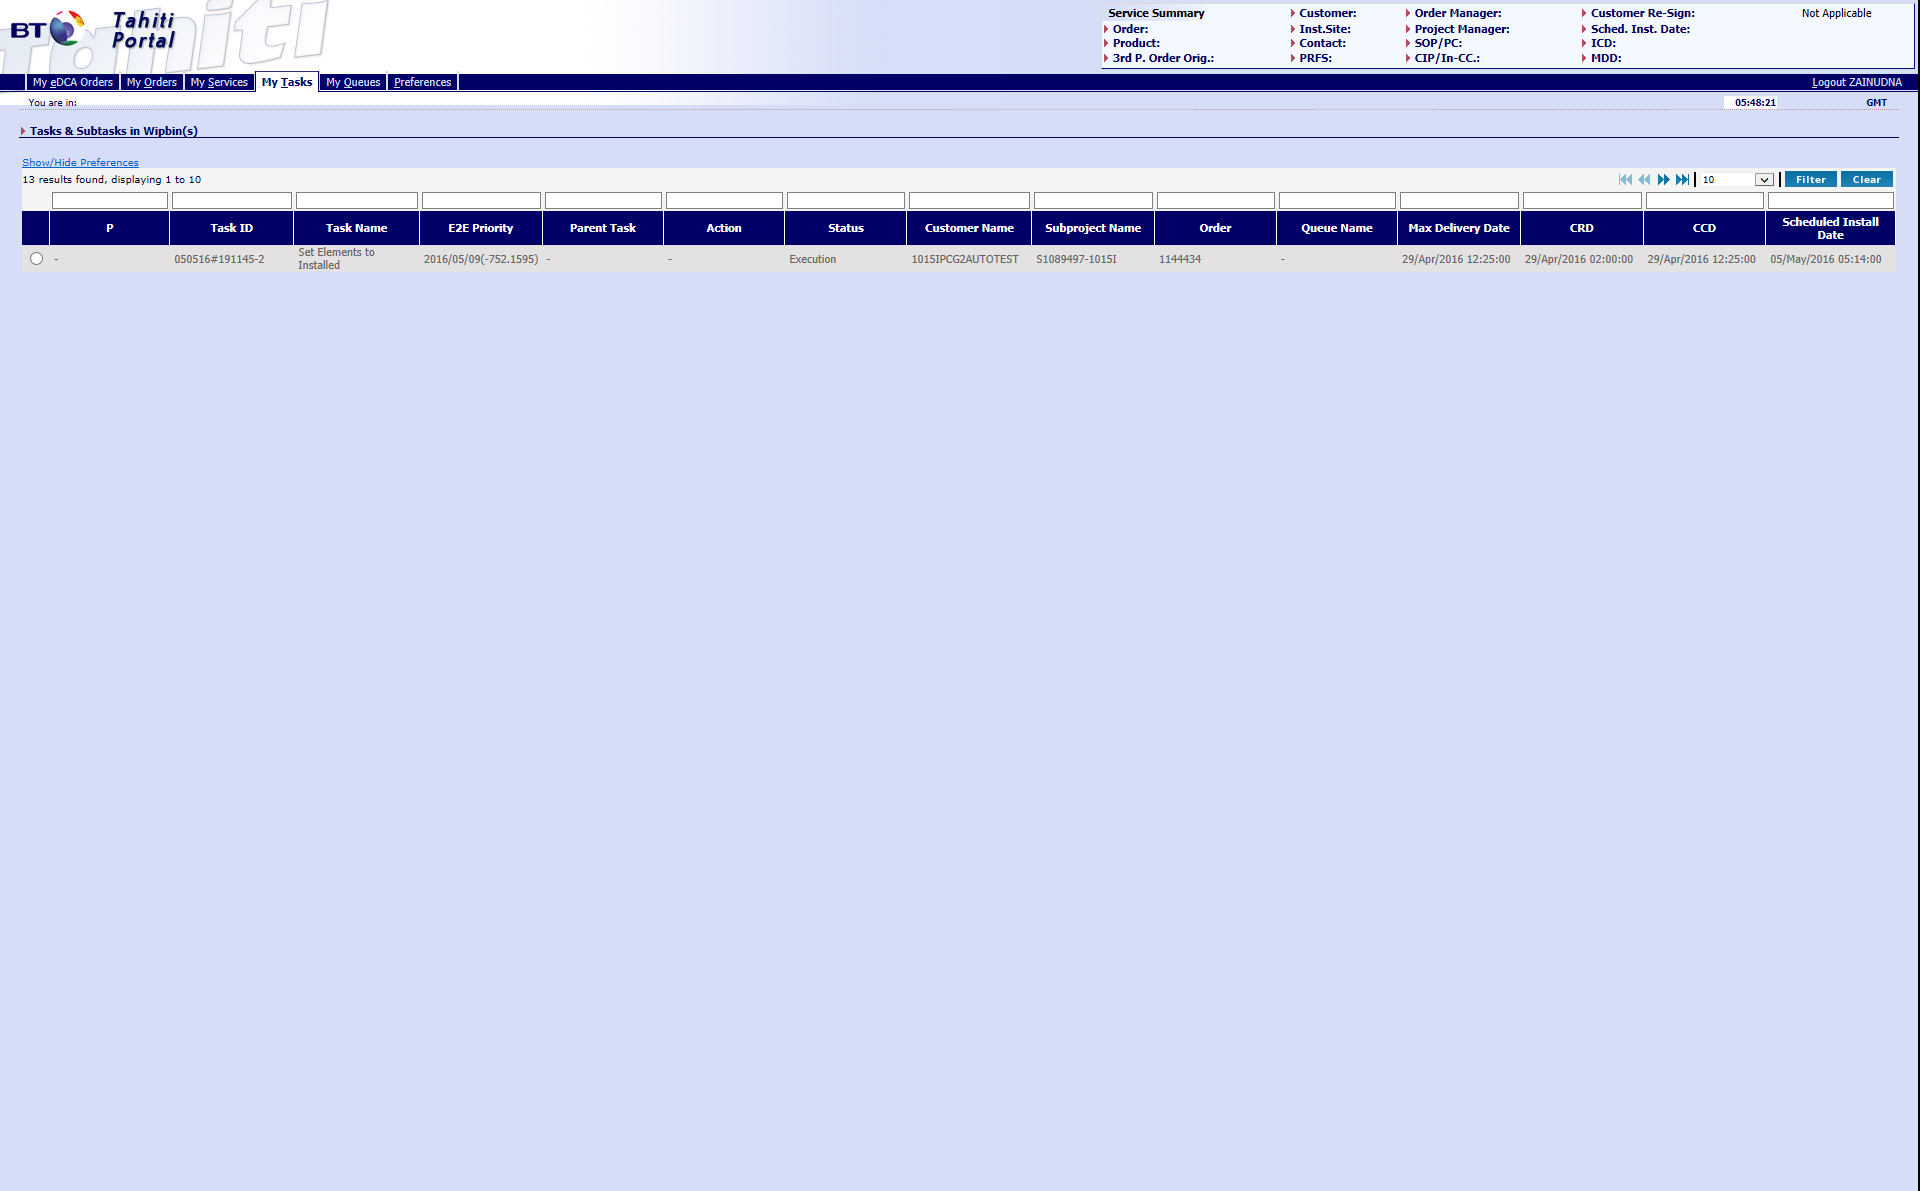 BT
Tahiti
Tahiti
Portal
Service Summary
Customer:
Order Manager:
Customer Re-Sign:
Not Applicable
Order:
Inst.Site:
Project Manager:
Sched. Inst. Date:
Product:
Contact:
SOP/PC:
ICD:
3rd P. Order Orig.:
PRFS:
CIP/In-CC.:
MDD:
My eDCA Orders
My Orders
My Services
My Tasks
My Queues
Preferences
Logout ZAINUDNA
You are in:
05:48:21
GMT
Tasks & Subtasks in Wipbin(s)
Show/Hide Preferences
13 results found, displaying 1 to 10
10
Filter
Clear
P
Task ID
Task Name
E2E Priority
Parent Task
Action
Status
Customer Name
Subproject Name
Order
Queue Name
Max Delivery Date
CRD
CCD
Scheduled Install
Date
-
050516#191145-2
Set Elements to
Installed
2016/05/09(-752.1595)
-
-
Execution
1015IPCG2AUTOTEST
S1089497-1015I
1144434
-
29/Apr/2016 12:25:00
29/Apr/2016 02:00:00
29/Apr/2016 12:25:00
05/May/2016 05:14:00